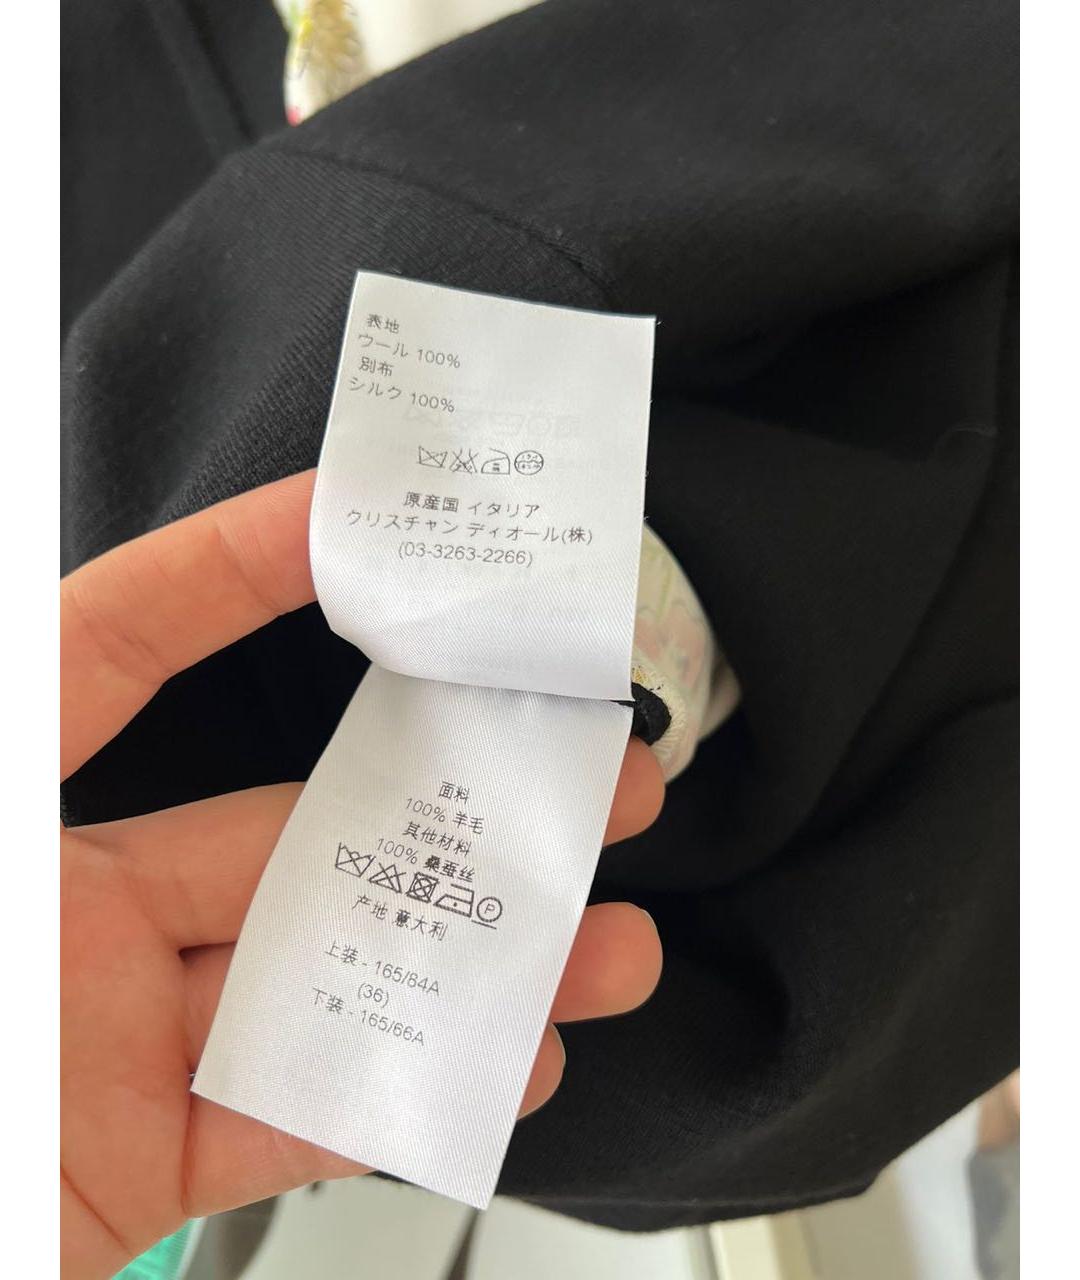 表地
ウール 100%
別布
シルク 100%
原産国 イタリア
クリスチャン ディオール(株)
(03-3263-2266)
面料
100% 羊毛
其他材料
100% 桑蚕丝
P
产地 意大利
上装 - 165/84A
(36)
下装 - 165/66A